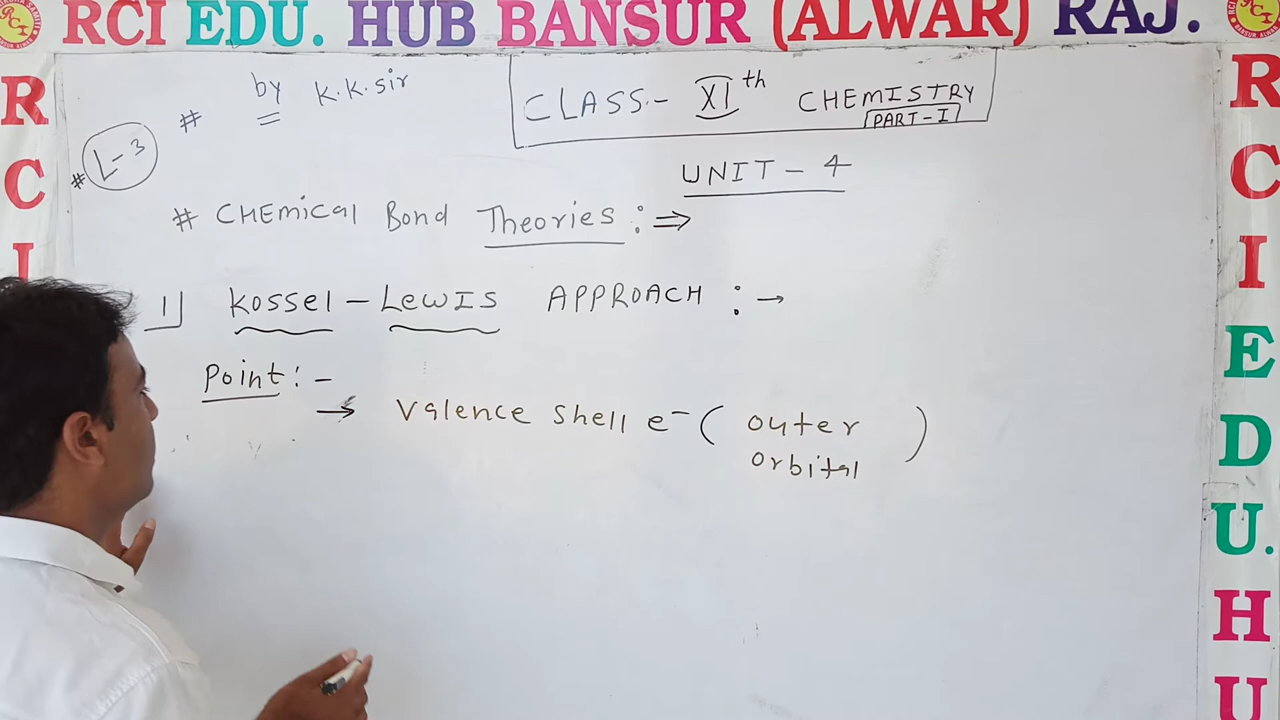 RCI EDU. HUB BANSUR (ALWAR) RAJ.
# by K.K. Sir
CLASS:- XIth CHEMISTRY
PART-I
# L-3
UNIT - 4
# CHEmical Bond Theories :⇒
1] Kossel - LewIS APPROACH :→
Point :-
→ Valence shell e⁻ ( outer
orbital )
R
C
I
R
C
I
E
D
U.
H
U